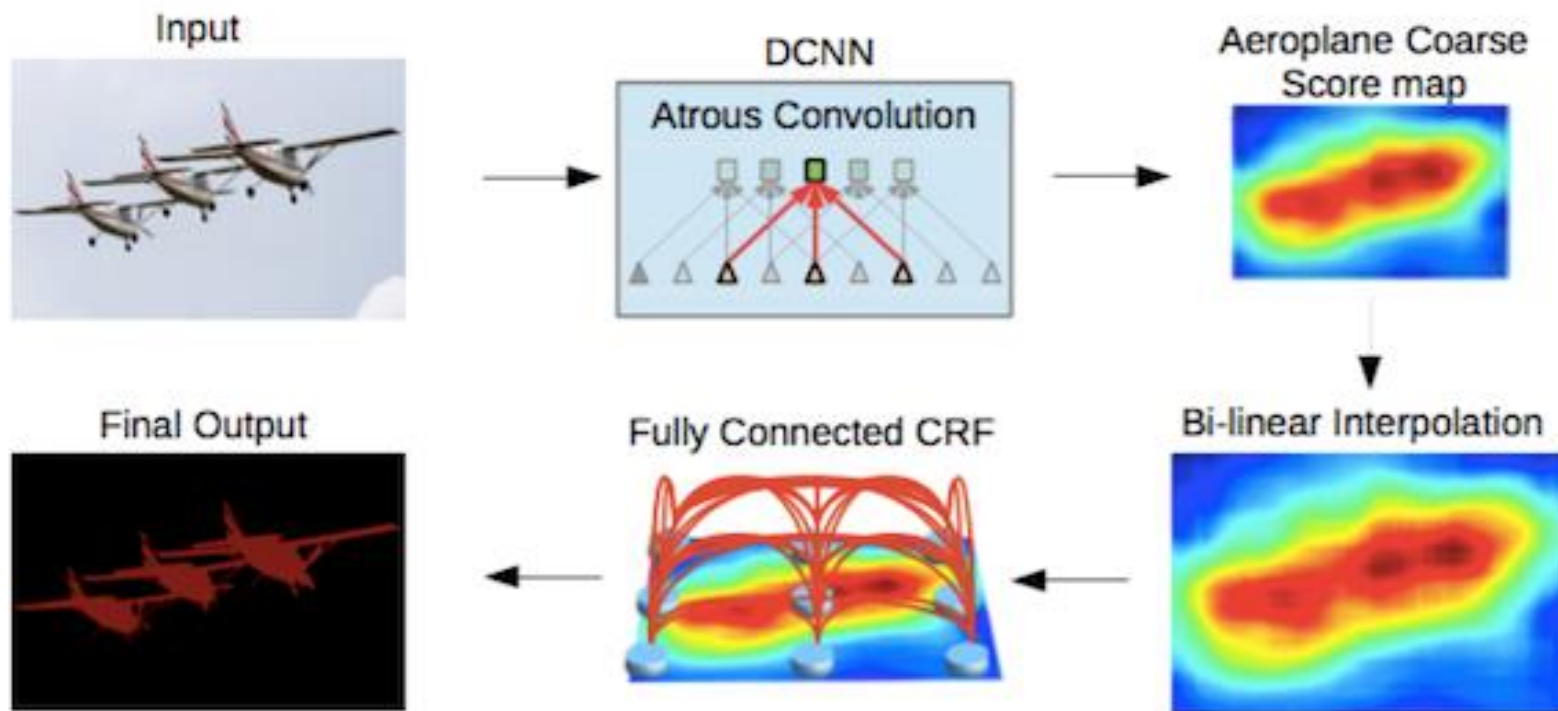 Input
DCNN
Atrous Convolution
Aeroplane Coarse
Score map
Bi-linear Interpolation
Fully Connected CRF
Final Output